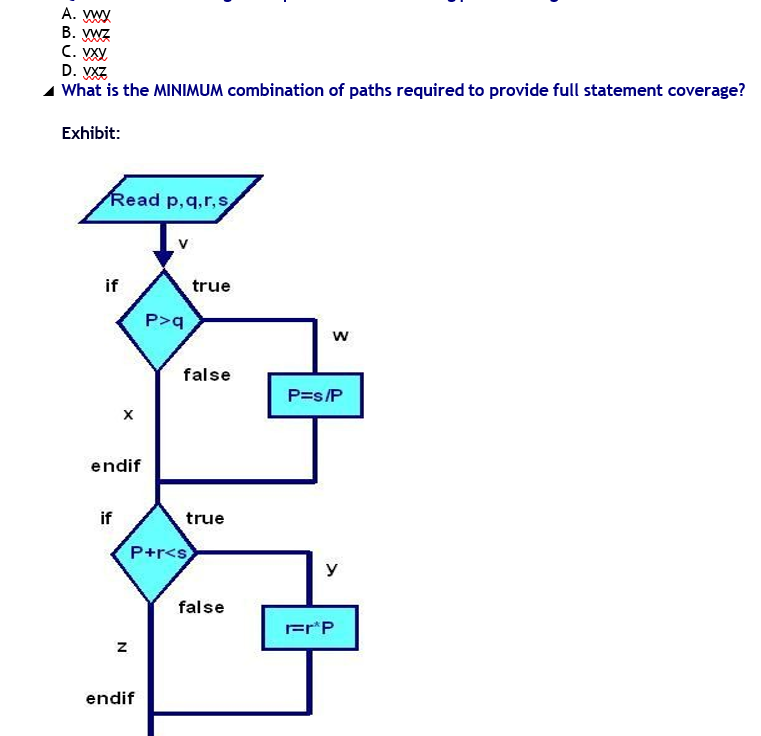 A. vwy
B. vwz
C. vxy
D. vxz
What is the MINIMUM combination of paths required to provide full statement coverage?
Exhibit:
Read p,q,r,s
v
if
true
P>q
w
false
P=s/P
x
endif
if
true
P+r<s
y
false
r=r*P
z
endif